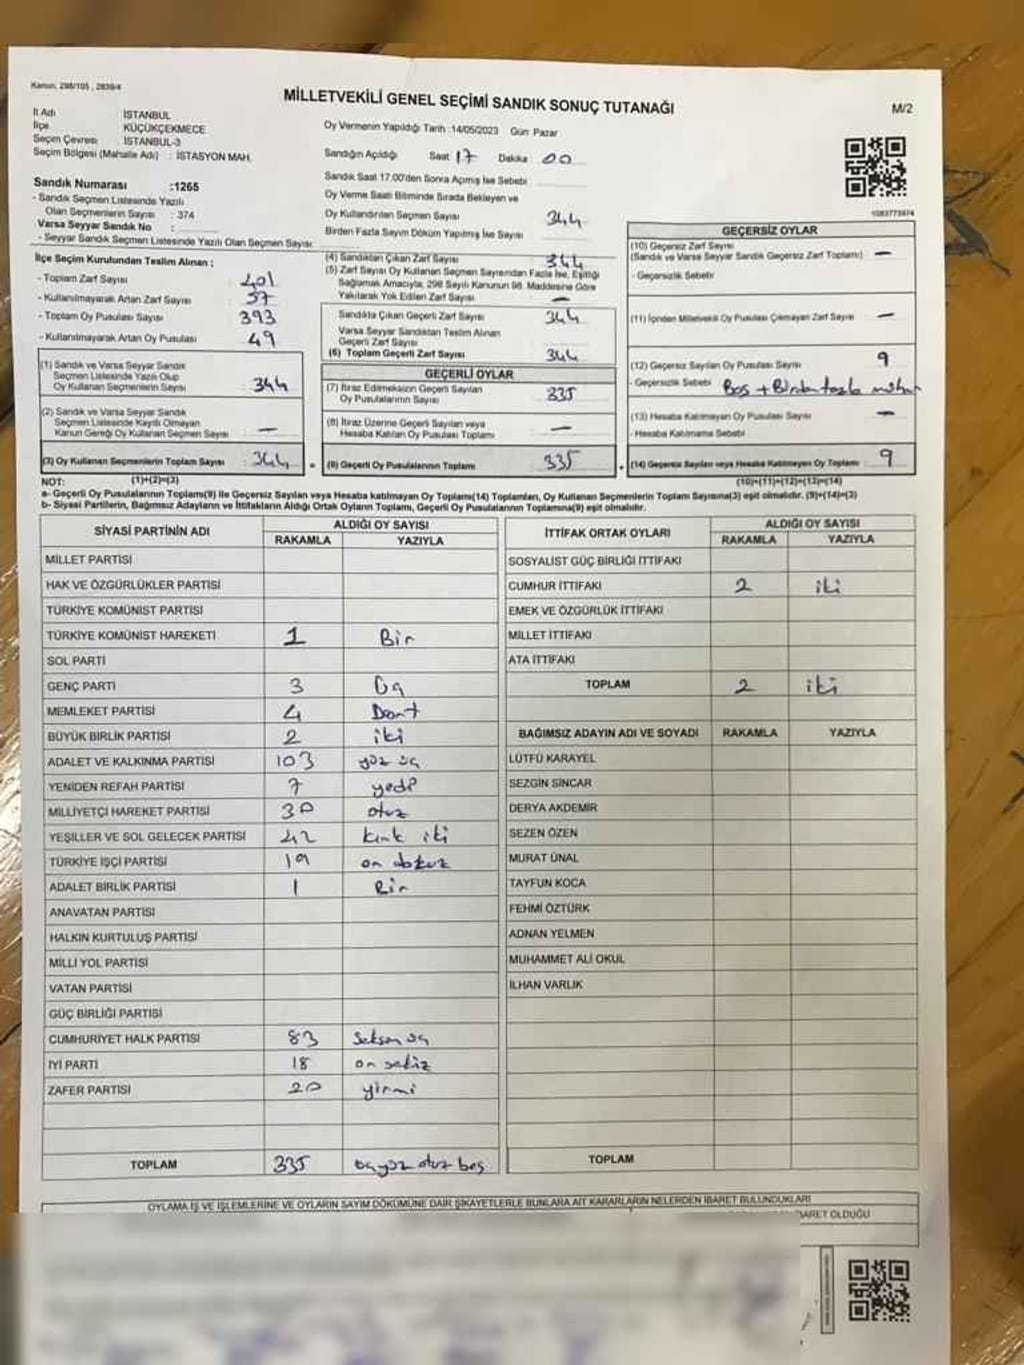 Kanun, 298/105 , 2839/4
MİLLETVEKİLİ GENEL SEÇİMİ SANDIK SONUÇ TUTANAĞI
M/2
İl Adı : İSTANBUL
İlçe : KÜÇÜKÇEKMECE
Seçim Çevresi : İSTANBUL-3
Seçim Bölgesi (Mahalle Adı) : İSTASYON MAH.
Sandık Numarası :1265
- Sandık Seçmen Listesinde Yazılı
Olan Seçmenlerin Sayısı : 374
Varsa Seyyar Sandık No :
- Seyyar Sandık Seçmen Listesinde Yazılı Olan Seçmen Sayısı
Oy Vermenin Yapıldığı Tarih :14/05/2023 Gün: Pazar
Sandığın Açıldığı Saat 17 Dakika : 00
Sandık Saat 17.00'den Sonra Açılmış İse Sebebi
Oy Verme Saati Bitiminde Sırada Bekleyen ve
Oy Kullandırılan Seçmen Sayısı 344
Birden Fazla Sayım Döküm Yapılmış İse Sayısı
İlçe Seçim Kurulundan Teslim Alınan :
- Toplam Zarf Sayısı 401
- Kullanılmayarak Artan Zarf Sayısı 57
- Toplam Oy Pusulası Sayısı 393
- Kullanılmayarak Artan Oy Pusulası 49
(1) Sandık ve Varsa Seyyar Sandık
Seçmen Listesinde Yazılı Olup
Oy Kullanan Seçmenlerin Sayısı 344
(2) Sandık ve Varsa Seyyar Sandık
Seçmen Listesinde Kaydı Olmayan
Kanun Gereği Oy Kullanan Seçmen Sayısı —
(3) Oy Kullanan Seçmenlerin Toplam Sayısı : 344
(1)+(2)=(3)
(4) Sandıktan Çıkan Zarf Sayısı 344
(5) Zarf Sayısı Oy Kullanan Seçmen Sayısından Fazla İse, Eşitliği
Sağlamak Amacıyla, 298 Sayılı Kanunun 98. Maddesine Göre
Yakılarak Yok Edilen Zarf Sayısı —
Sandıkta Çıkan Geçerli Zarf Sayısı 344
Varsa Seyyar Sandıktan Teslim Alınan
Geçerli Zarf Sayısı
(6) Toplam Geçerli Zarf Sayısı 344
GEÇERLİ OYLAR
(7) İtiraz Edilmeksizin Geçerli Sayılan
Oy Pusulalarının Sayısı 335
(8) İtiraz Üzerine Geçerli Sayılan veya
Hesaba Katılan Oy Pusulası Toplamı —
= (9) Geçerli Oy Pusulalarının Toplamı 335
GEÇERSİZ OYLAR
1083773974
(10) Geçersiz Zarf Sayısı
(Sandık ve Varsa Seyyar Sandık Geçersiz Zarf Toplamı) —
- Geçersizlik Sebebi
(11) İçinden Milletvekili Oy Pusulası Çıkmayan Zarf Sayısı —
(12) Geçersiz Sayılan Oy Pusulası Sayısı 9
- Geçersizlik Sebebi Boş + Birden fazla mühür
(13) Hesaba Katılmayan Oy Pusulası Sayısı —
- Hesaba Katılmama Sebebi
+ (14) Geçersiz Sayılan veya Hesaba Katılmayan Oy Toplamı 9
(10)+(11)+(12)+(13)=(14)
NOT:
a- Geçerli Oy Pusulalarının Toplamı(9) ile Geçersiz Sayılan veya Hesaba katılmayan Oy Toplamı(14) Toplamları, Oy Kullanan Seçmenlerin Toplam Sayısına(3) eşit olmalıdır. (9)+(14)=(3)
b- Siyasi Partilerin, Bağımsız Adayların ve İttifakların Aldığı Ortak Oyların Toplamı, Geçerli Oy Pusulalarının Toplamına(9) eşit olmalıdır.
SİYASİ PARTİNİN ADI ALDIĞI OY SAYISI
RAKAMLA YAZIYLA
MİLLET PARTİSİ
HAK VE ÖZGÜRLÜKLER PARTİSİ
TÜRKİYE KOMÜNİST PARTİSİ
TÜRKİYE KOMÜNİST HAREKETİ 1 Bir
SOL PARTİ
GENÇ PARTİ 3 Üç
MEMLEKET PARTİSİ 4 Dört
BÜYÜK BİRLİK PARTİSİ 2 iki
ADALET VE KALKINMA PARTİSİ 103 yüz üç
YENİDEN REFAH PARTİSİ 7 yedi
MİLLİYETÇİ HAREKET PARTİSİ 30 otuz
YEŞİLLER VE SOL GELECEK PARTİSİ 42 kırk iki
TÜRKİYE İŞÇİ PARTİSİ 19 on dokuz
ADALET BİRLİK PARTİSİ 1 Bir
ANAVATAN PARTİSİ
HALKIN KURTULUŞ PARTİSİ
MİLLİ YOL PARTİSİ
VATAN PARTİSİ
GÜÇ BİRLİĞİ PARTİSİ
CUMHURİYET HALK PARTİSİ 83 Seksen üç
İYİ PARTİ 18 on sekiz
ZAFER PARTİSİ 20 yirmi
TOPLAM 335 üçyüz otuz beş
İTTİFAK ORTAK OYLARI ALDIĞI OY SAYISI
RAKAMLA YAZIYLA
SOSYALİST GÜÇ BİRLİĞİ İTTİFAKI
CUMHUR İTTİFAKI 2 iki
EMEK VE ÖZGÜRLÜK İTTİFAKI
MİLLET İTTİFAKI
ATA İTTİFAKI
TOPLAM 2 iki
BAĞIMSIZ ADAYIN ADI VE SOYADI RAKAMLA YAZIYLA
LÜTFÜ KARAYEL
SEZGİN SİNCAR
DERYA AKDEMİR
SEZEN ÖZEN
MURAT ÜNAL
TAYFUN KOCA
FEHMİ ÖZTÜRK
ADNAN YELMEN
MUHAMMET ALİ OKUL
İLHAN VARLIK
TOPLAM
OYLAMA İŞ VE İŞLEMLERİNE VE OYLARIN SAYIM DÖKÜMÜNE DAİR ŞİKAYETLERLE BUNLARA AİT KARARLARIN NELERDEN İBARET BULUNDUKLARI
İBARET OLDUĞU